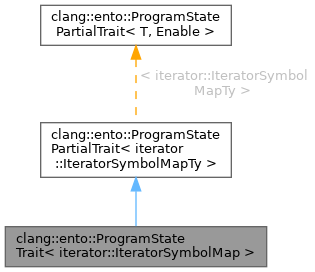 clang::ento::ProgramState
PartialTrait< T, Enable >
< iterator::IteratorSymbol
MapTy >
clang::ento::ProgramState
PartialTrait< iterator
::IteratorSymbolMapTy >
clang::ento::ProgramState
Trait< iterator::IteratorSymbolMap >